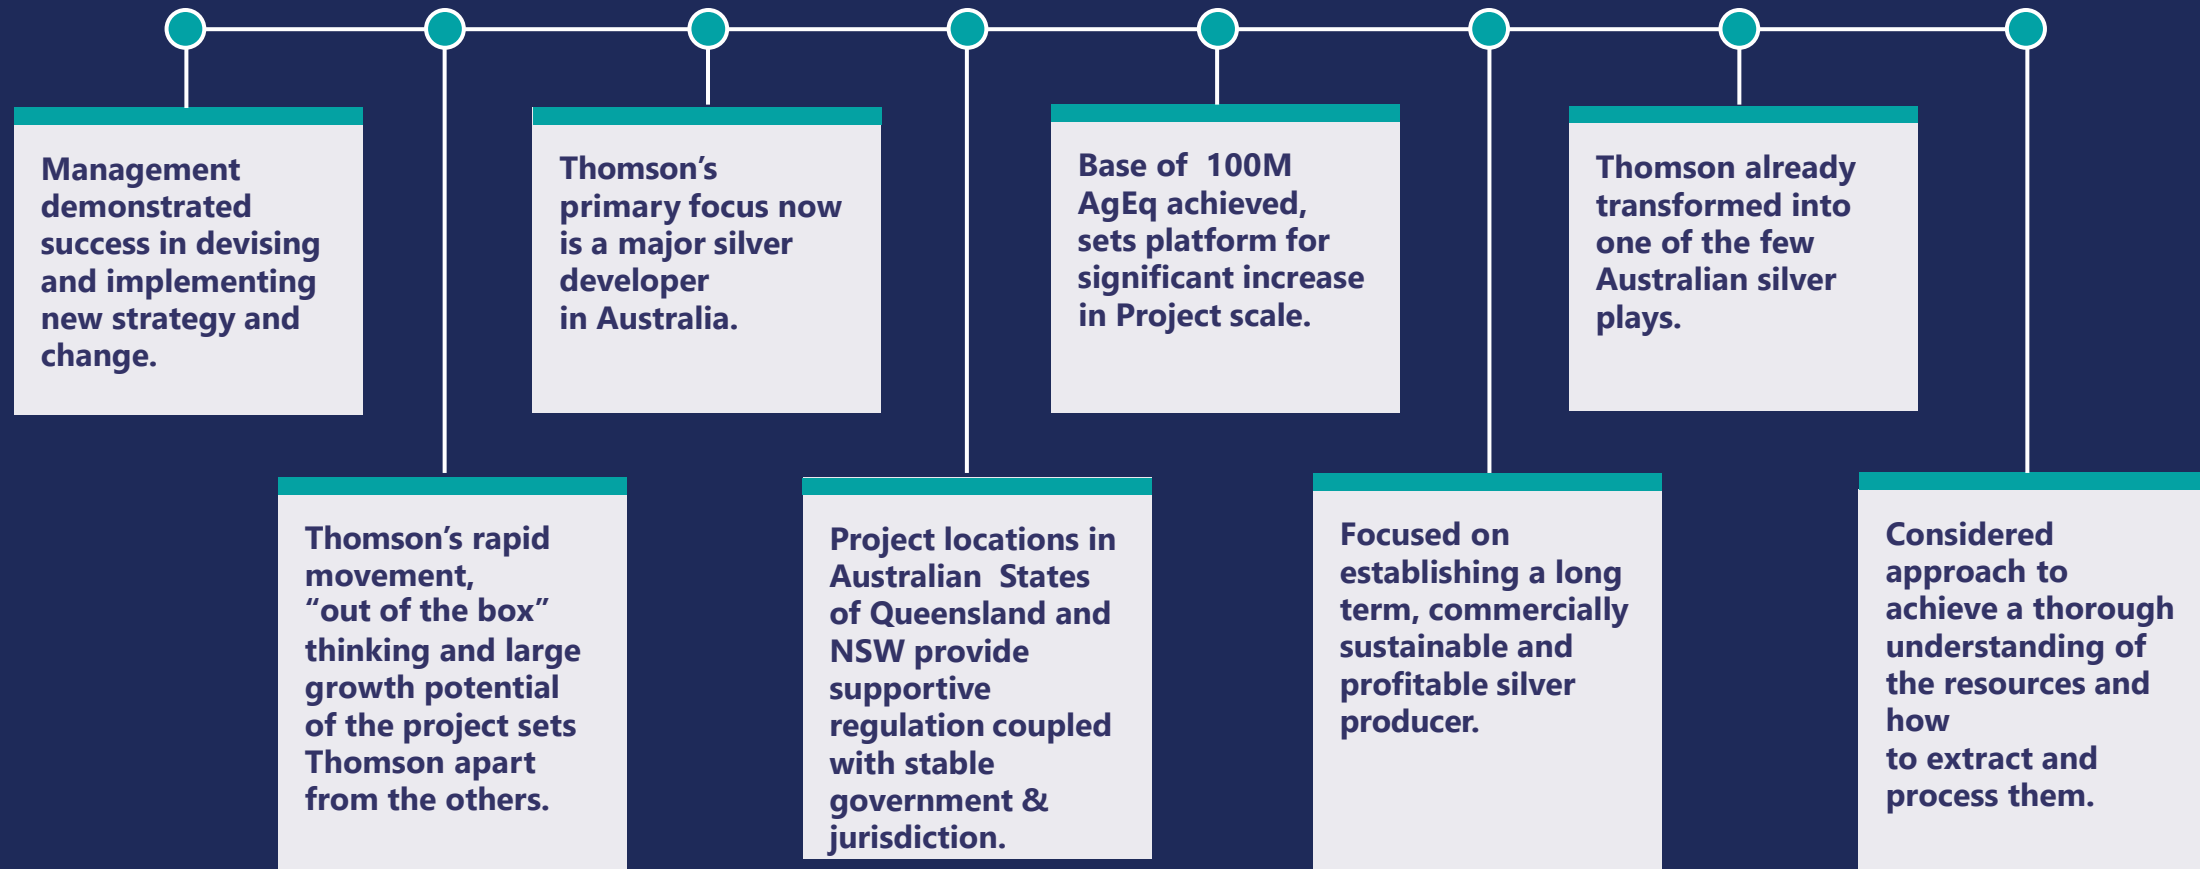 Management
demonstrated
success in devising
and implementing
new strategy and
change.
Thomson’s rapid
movement,
“out of the box”
thinking and large
growth potential
of the project sets
Thomson apart
from the others.
Thomson’s
primary focus now
is a major silver
developer
in Australia.
Project locations in
Australian States
of Queensland and
NSW provide
supportive
regulation coupled
with stable
government &
jurisdiction.
Base of 100M
AgEq achieved,
sets platform for
significant increase
in Project scale.
Focused on
establishing a long
term, commercially
sustainable and
profitable silver
producer.
Thomson already
transformed into
one of the few
Australian silver
plays.
Considered
approach to
achieve a thorough
understanding of
the resources and
how
to extract and
process them.